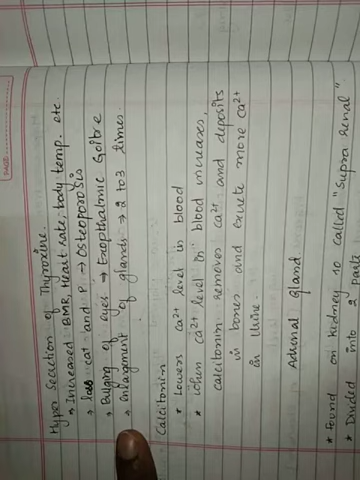 Hyper Secretion of Thyroxine.
→ Increased BMR, Heart rate, body temp. etc
→ loss Ca+ and P → Osteoporosis
→ Bulging of eyes → Exopthalmic Goitre
→ Enlargement of glands → 2 to 3 times.
Calcitonin
* Lowers Ca2+ level in blood
* When Ca2+ level in blood increases,
calcitonin removes Ca2+ and deposits
in bones and excrete more Ca2+
in Urine.
Adrenal gland
* Found on kidney so called "Supra renal"
* Divided into 2 parts
PAGE